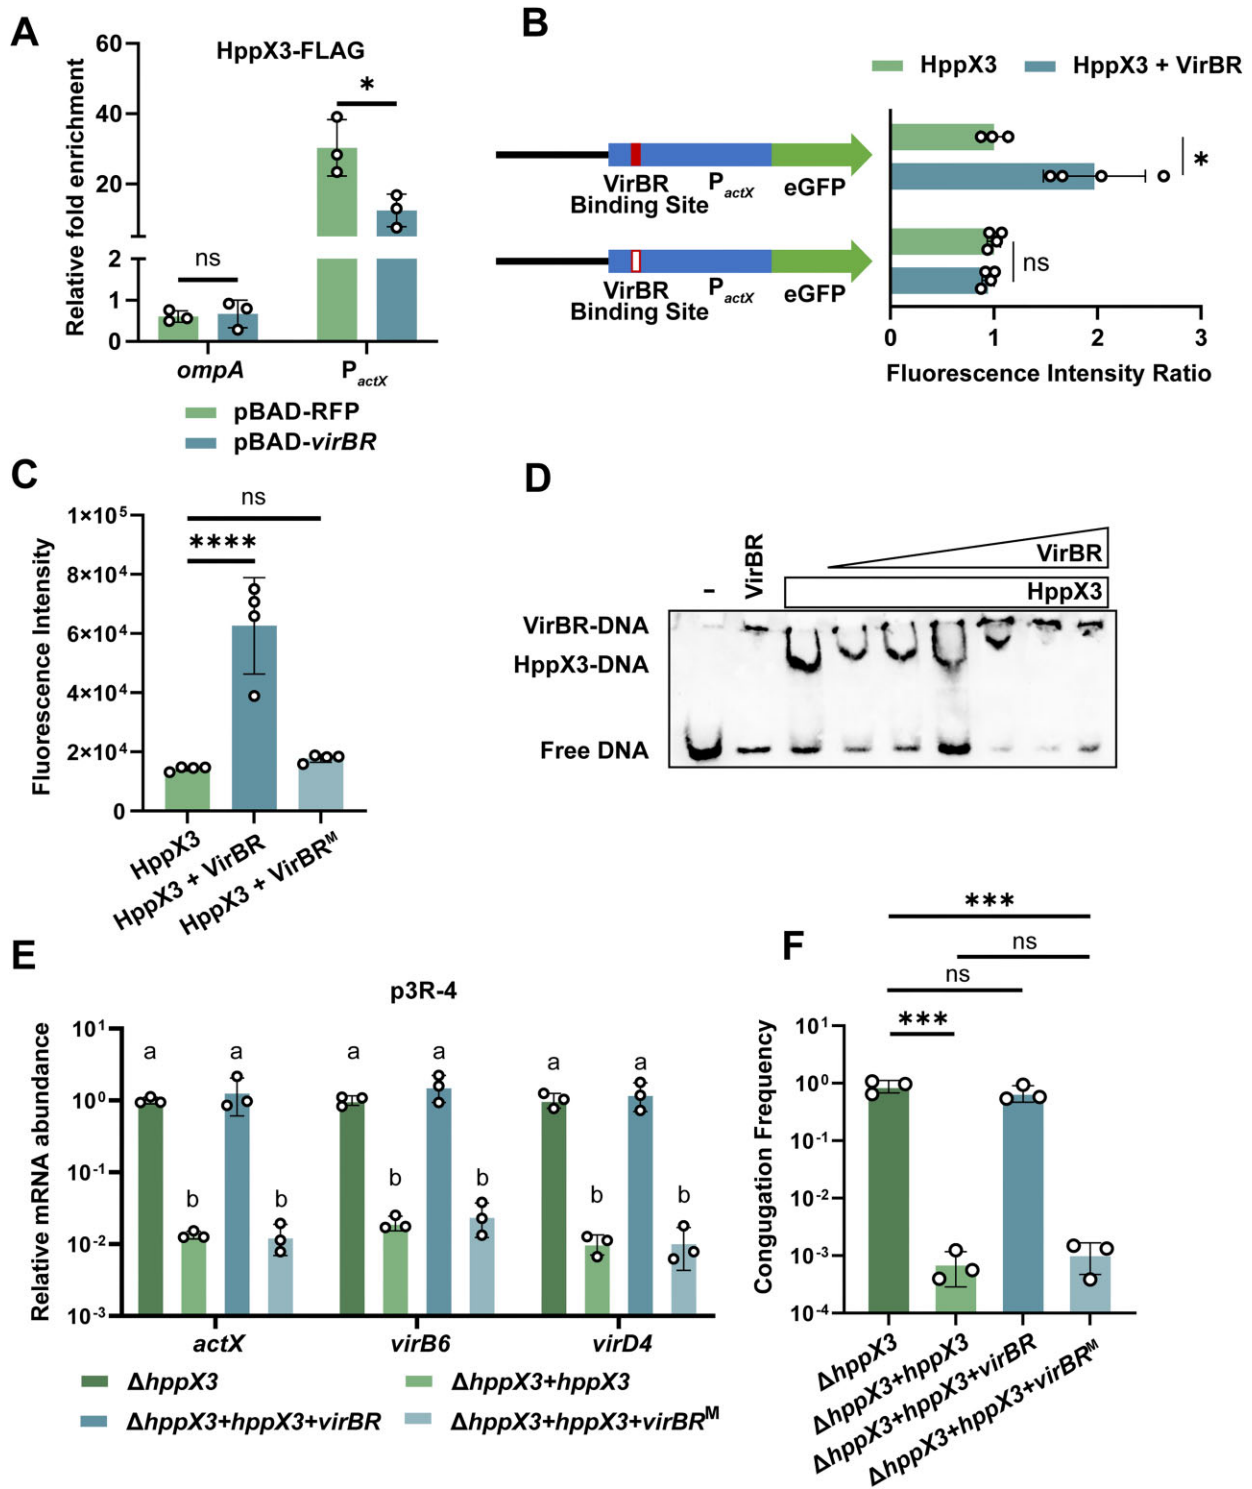 A
HppX3-FLAG
Relative fold enrichment
60
40
20
2
1
0
ns
*
ompA
PactX
pBAD-RFP
pBAD-virBR
B
HppX3
HppX3 + VirBR
VirBR
Binding Site
PactX
eGFP
*
VirBR
Binding Site
PactX
eGFP
ns
0
1
2
3
Fluorescence Intensity Ratio
C
Fluorescence Intensity
1×10⁵
8×10⁴
6×10⁴
4×10⁴
2×10⁴
0
ns
****
HppX3
HppX3 + VirBR
HppX3 + VirBRᴹ
D
–
VirBR
VirBR
HppX3
VirBR-DNA
HppX3-DNA
Free DNA
E
p3R-4
Relative mRNA abundance
10¹
10⁰
10⁻¹
10⁻²
10⁻³
a
b
a
b
a
b
a
b
a
b
a
b
actX
virB6
virD4
ΔhppX3
ΔhppX3+hppX3
ΔhppX3+hppX3+virBR
ΔhppX3+hppX3+virBRᴹ
F
***
ns
ns
***
Congugation Frequency
10¹
10⁰
10⁻¹
10⁻²
10⁻³
10⁻⁴
ΔhppX3
ΔhppX3+hppX3
ΔhppX3+hppX3+virBR
ΔhppX3+hppX3+virBRᴹ